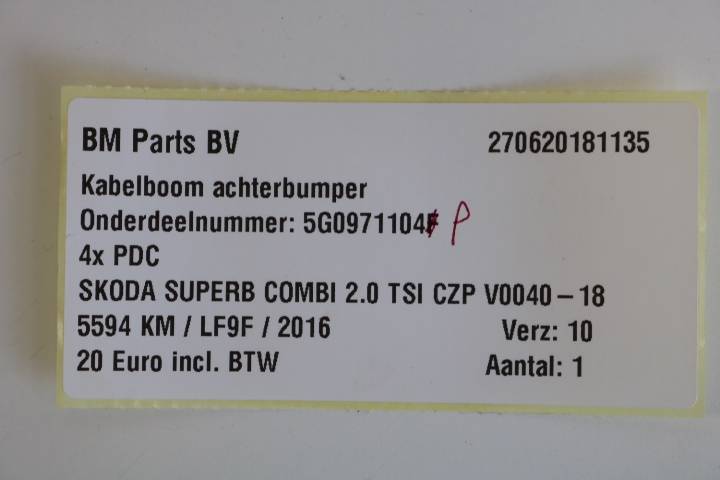 BM Parts BV 270620181135
Kabelboom achterbumper
Onderdeelnummer: 5G0971104 P
4x PDC
SKODA SUPERB COMBI 2.0 TSI CZP V0040 – 18
5594 KM / LF9F / 2016 Verz: 10
20 Euro incl. BTW Aantal: 1